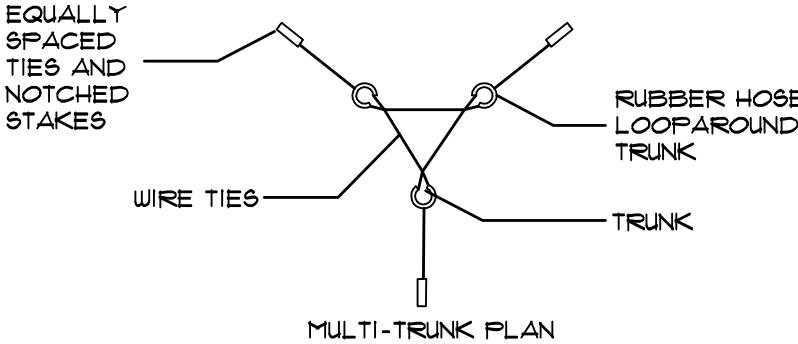 EQUALLY
SPACED
TIES AND
NOTCHED
STAKES
RUBBER HOSE
LOOPAROUND
TRUNK
WIRE TIES
TRUNK
MULTI-TRUNK PLAN